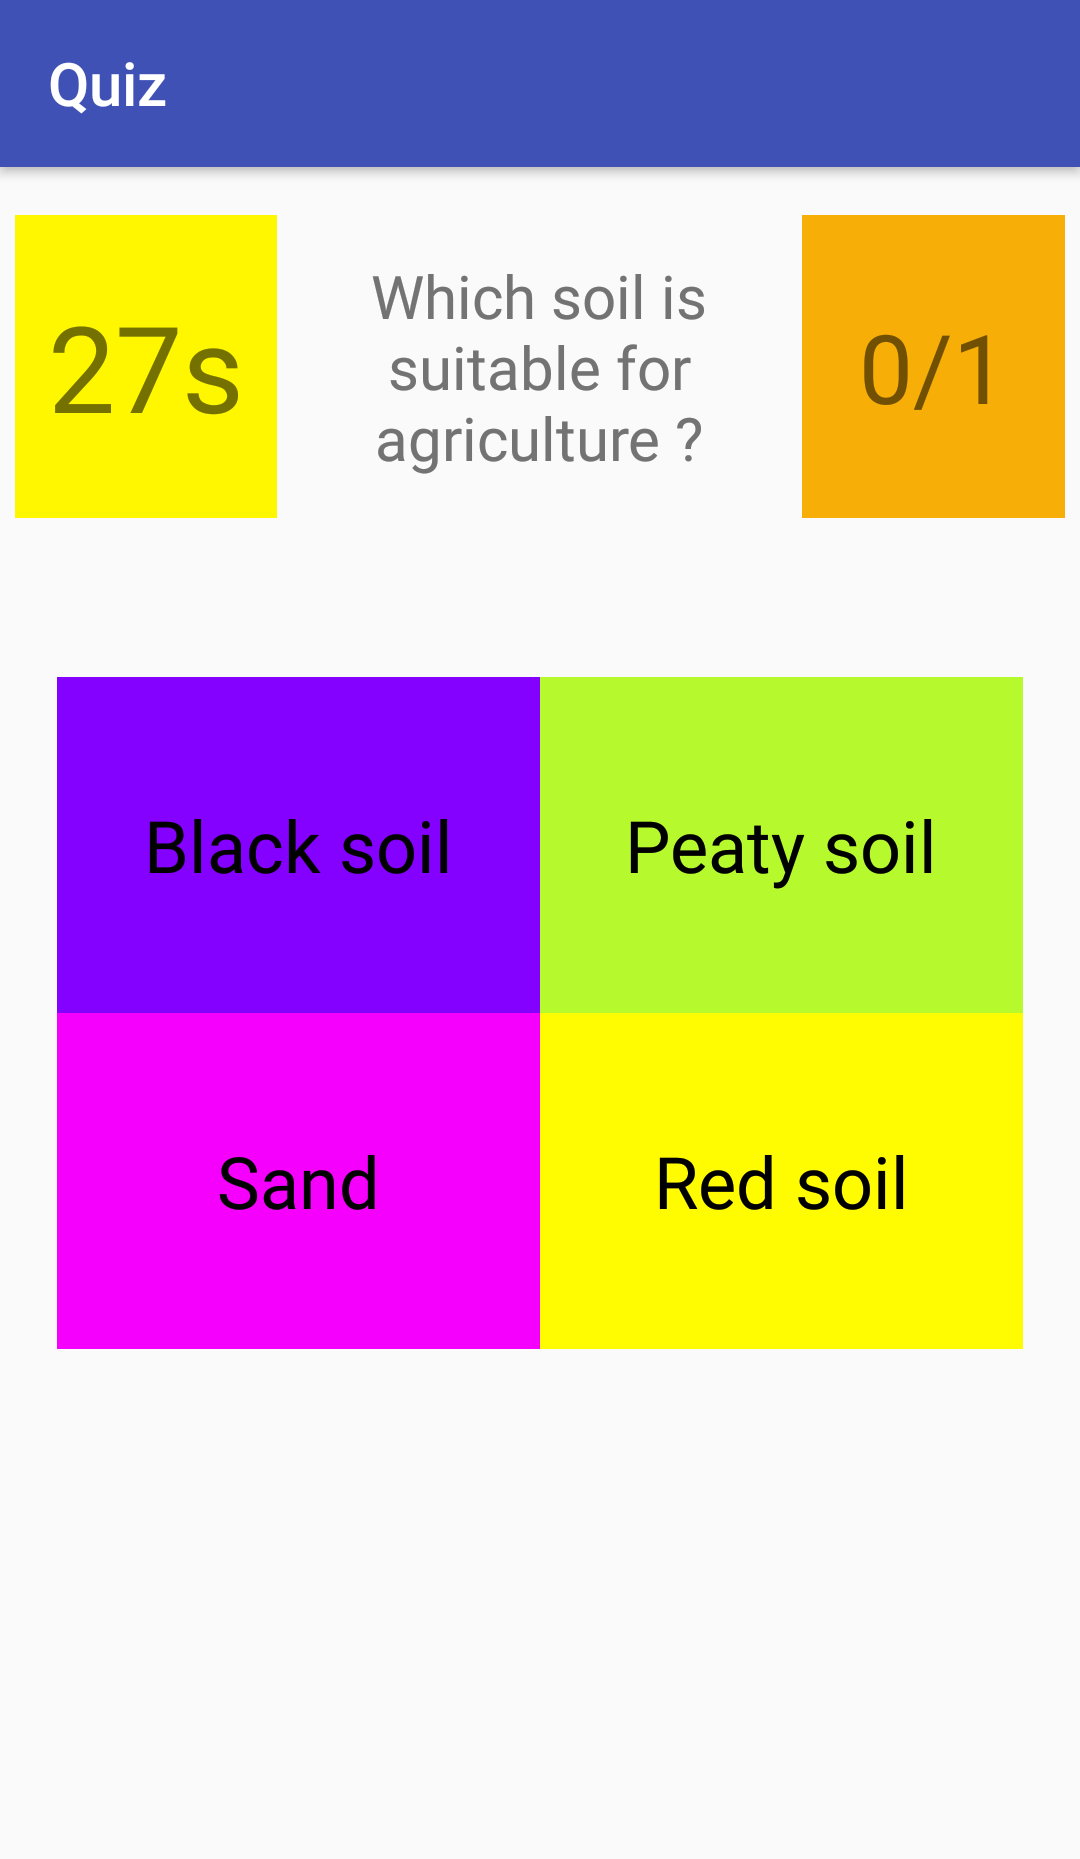 Quiz
27s
Which soil is
suitable for
agriculture ?
0/1
Black soil
Peaty soil
Sand
Red soil